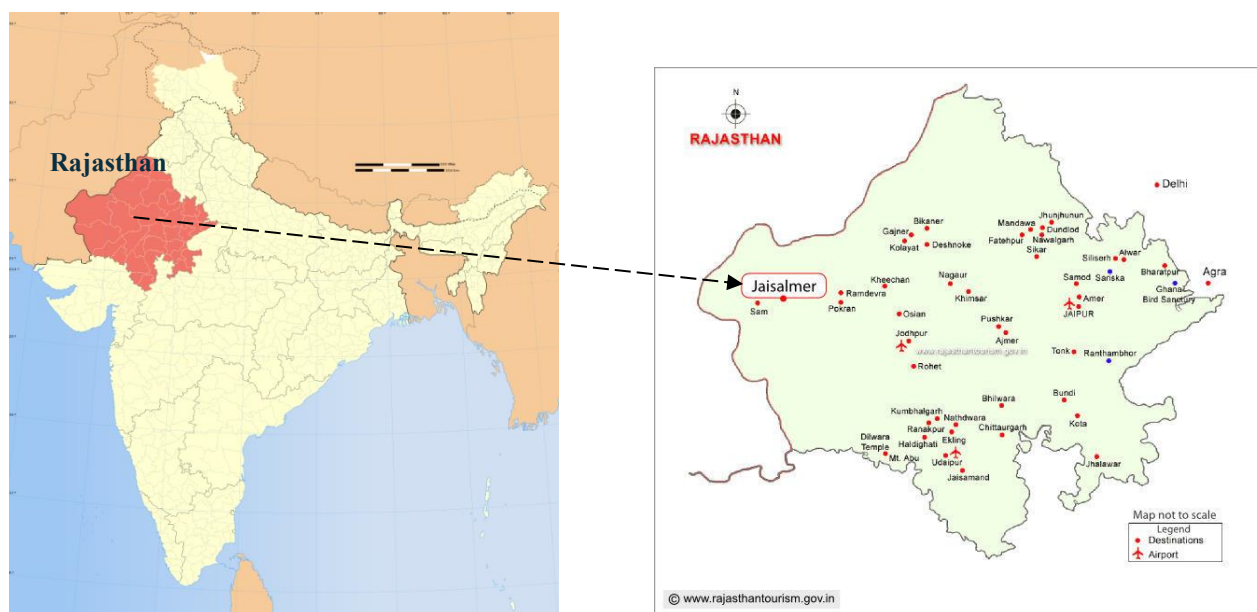 Rajasthan
N
RAJASTHAN
Delhi
Jhunjhunun
Mandawa
Dundlod
Fatehpur
Nawalgarh
Sikar
Bikaner
Gajner
Kolayat
Deshnoke
Siliserh
Alwar
Sariska
Bharatpur
Agra
Ghana
Bird Sanctury
Jaisalmer
Sam
Kheechan
Ramdevra
Pokran
Nagaur
Khimsar
Samod
Amer
JAIPUR
Osian
Pushkar
Ajmer
Jodhpur
www.rajasthantourism.gov.in
Tonk
Ranthambhor
Rohet
Bhilwara
Bundi
Kota
Kumbhalgarh
Nathdwara
Ranakpur
Ekling
Chittaurgarh
Haldighati
Dilwara
Temple
Mt. Abu
Udaipur
Jaisamand
Jhalawar
Map not to scale
Legend
Destinations
Airport
© www.rajasthantourism.gov.in